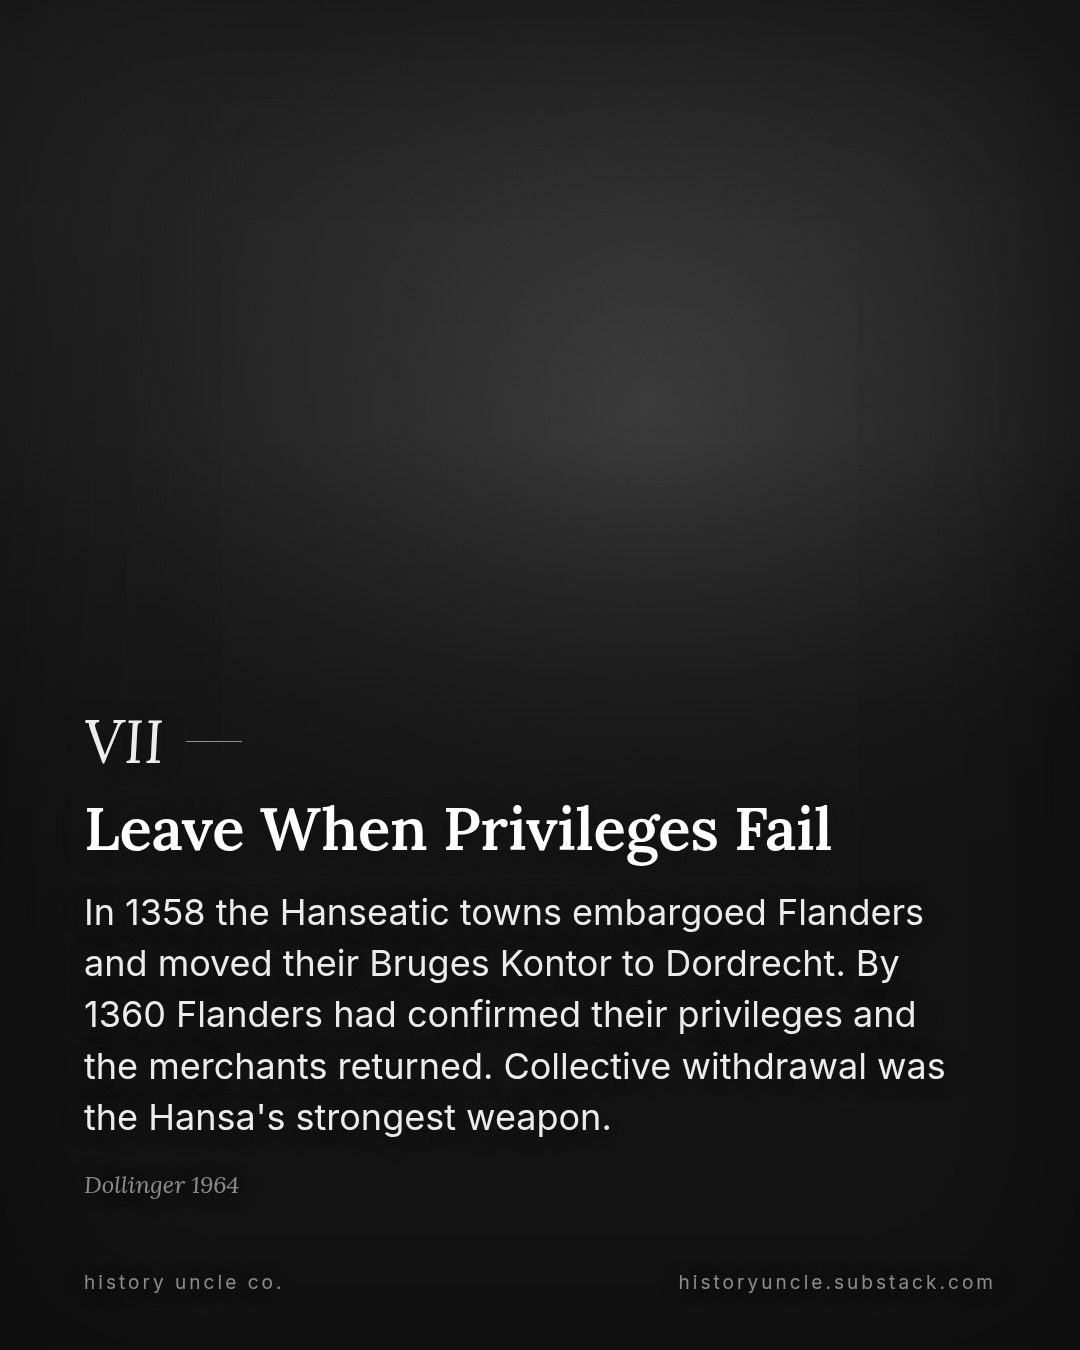 VII
Leave When Privileges Fail
In 1358 the Hanseatic towns embargoed Flanders
and moved their Bruges Kontor to Dordrecht. By
1360 Flanders had confirmed their privileges and
the merchants returned. Collective withdrawal was
the Hansa's strongest weapon.
Dollinger 1964
history uncle co.
historyuncle.substack.com